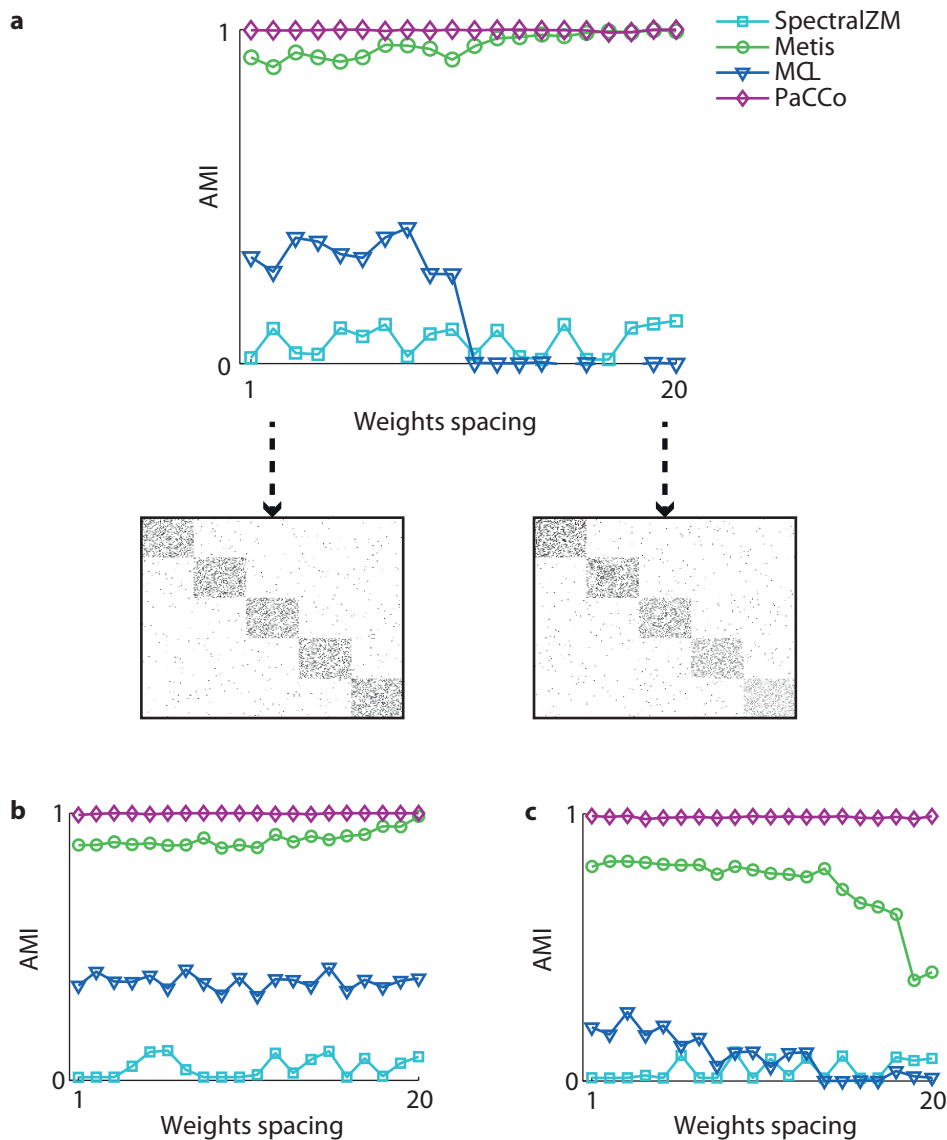 a
1
AMI
0
1
20
Weights spacing
SpectralZM
Metis
MCL
PaCCo
b
1
AMI
0
1
20
Weights spacing
c
1
AMI
0
1
20
Weights spacing